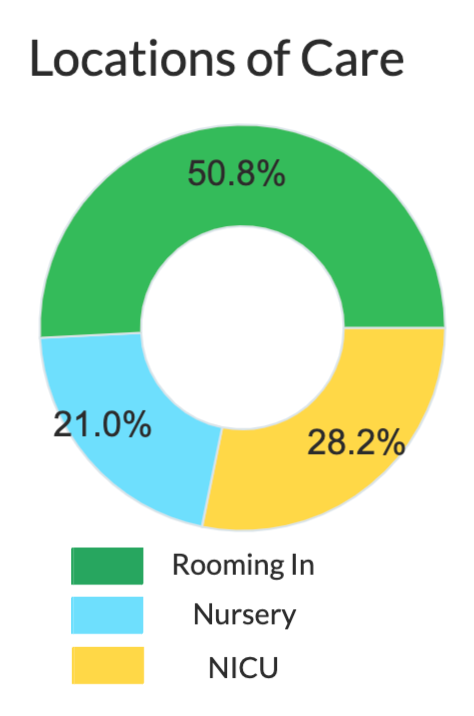 Locations of Care
50.8%
21.0%
28.2%
Rooming In
Nursery
NICU